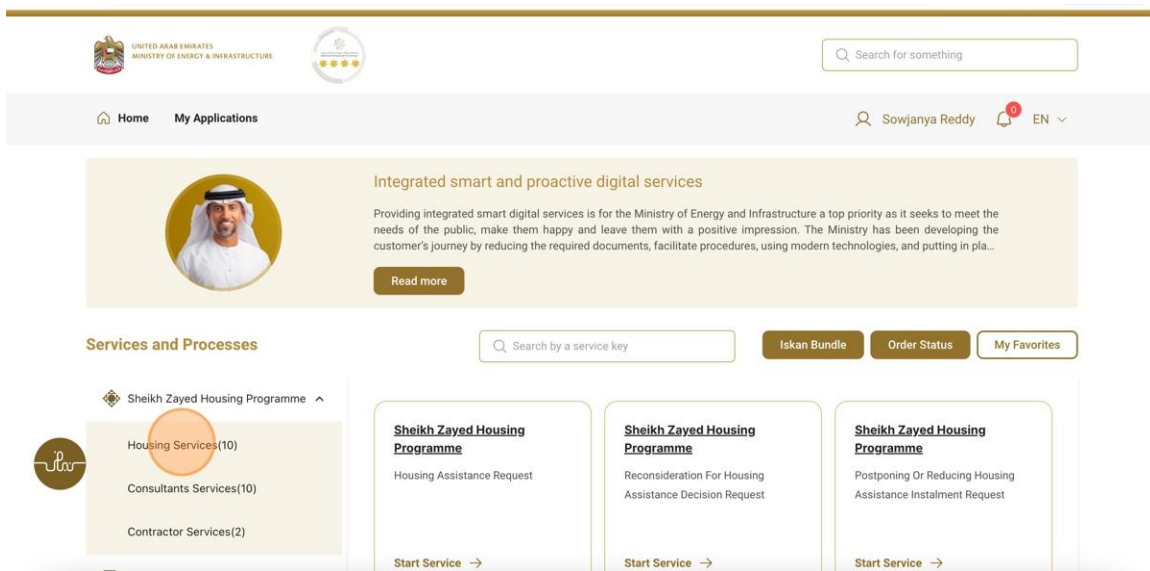 UNITED ARAB EMIRATES
MINISTRY OF ENERGY & INFRASTRUCTURE
Search for something
Home
My Applications
Sowjanya Reddy
0
EN
Integrated smart and proactive digital services
Providing integrated smart digital services is for the Ministry of Energy and Infrastructure a top priority as it seeks to meet the
needs of the public, make them happy and leave them with a positive impression. The Ministry has been developing the
customer's journey by reducing the required documents, facilitate procedures, using modern technologies, and putting in pla...
Read more
Services and Processes
Search by a service key
Iskan Bundle
Order Status
My Favorites
Sheikh Zayed Housing Programme
Housing Services(10)
Consultants Services(10)
Contractor Services(2)
Sheikh Zayed Housing
Programme
Housing Assistance Request
Start Service →
Sheikh Zayed Housing
Programme
Reconsideration For Housing
Assistance Decision Request
Start Service →
Sheikh Zayed Housing
Programme
Postponing Or Reducing Housing
Assistance Instalment Request
Start Service →